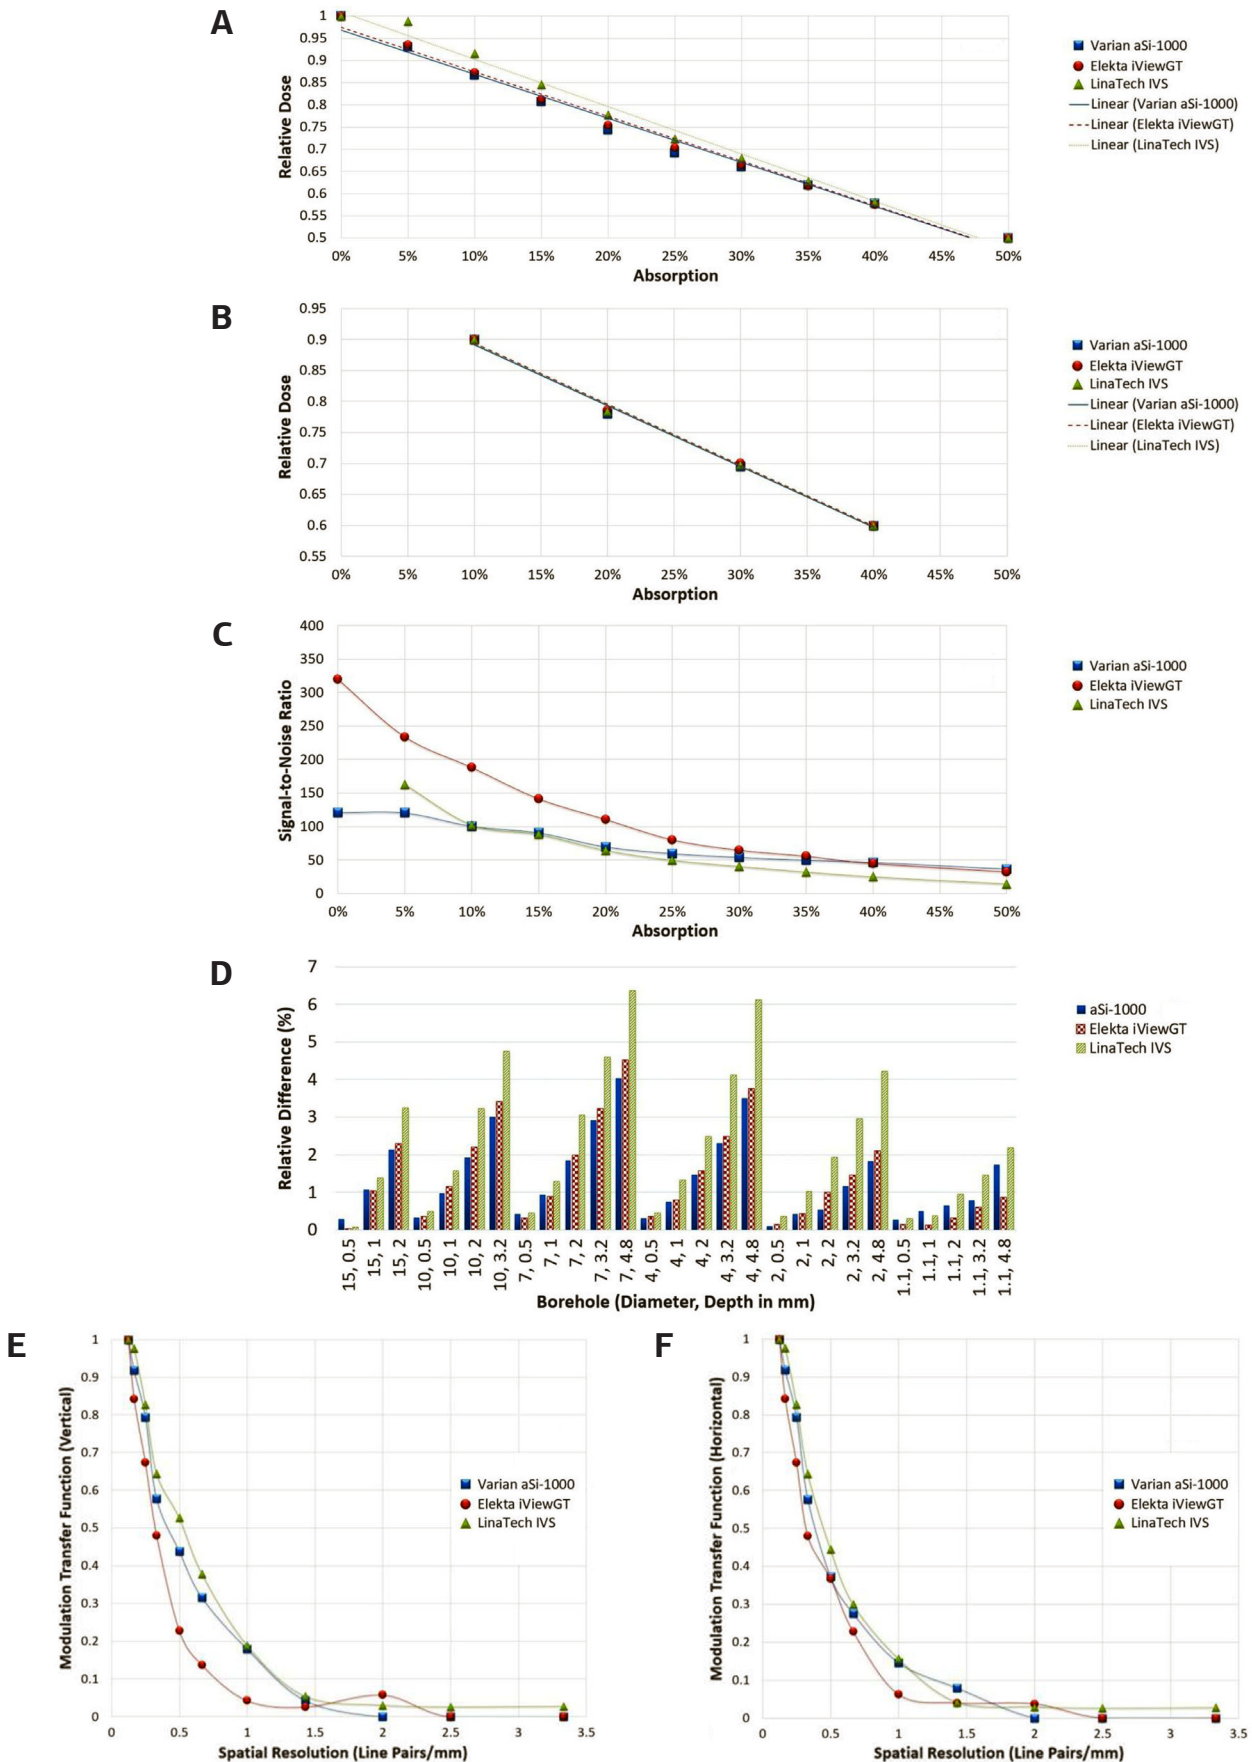 A
1
0.95
0.9
0.85
0.8
0.75
0.7
0.65
0.6
0.55
0.5
Relative Dose
0% 5% 10% 15% 20% 25% 30% 35% 40% 45% 50%
Absorption
Varian aSi-1000
Elekta iViewGT
LinaTech IVS
Linear (Varian aSi-1000)
Linear (Elekta iViewGT)
Linear (LinaTech IVS)
B
0.95
0.9
0.85
0.8
0.75
0.7
0.65
0.6
0.55
Relative Dose
0% 5% 10% 15% 20% 25% 30% 35% 40% 45% 50%
Absorption
Varian aSi-1000
Elekta iViewGT
LinaTech IVS
Linear (Varian aSi-1000)
Linear (Elekta iViewGT)
Linear (LinaTech IVS)
C
400
350
300
250
200
150
100
50
0
Signal-to-Noise Ratio
0% 5% 10% 15% 20% 25% 30% 35% 40% 45% 50%
Absorption
Varian aSi-1000
Elekta iViewGT
LinaTech IVS
D
7
6
5
4
3
2
1
0
Relative Difference (%)
15, 0.5
15, 1
15, 2
10, 0.5
10, 1
10, 2
10, 3.2
7, 0.5
7, 1
7, 2
7, 3.2
7, 4.8
4, 0.5
4, 1
4, 2
4, 3.2
4, 4.8
2, 0.5
2, 1
2, 2
2, 3.2
2, 4.8
1.1, 0.5
1.1, 1
1.1, 2
1.1, 3.2
1.1, 4.8
Borehole (Diameter, Depth in mm)
aSi-1000
Elekta iViewGT
LinaTech IVS
E
1
0.9
0.8
0.7
0.6
0.5
0.4
0.3
0.2
0.1
0
Modulation Transfer Function (Vertical)
0 0.5 1 1.5 2 2.5 3 3.5
Spatial Resolution (Line Pairs/mm)
Varian aSi-1000
Elekta iViewGT
LinaTech IVS
F
1
0.9
0.8
0.7
0.6
0.5
0.4
0.3
0.2
0.1
0
Modulation Transfer Function (Horizontal)
0 0.5 1 1.5 2 2.5 3 3.5
Spatial Resolution (Line Pairs/mm)
Varian aSi-1000
Elekta iViewGT
LinaTech IVS